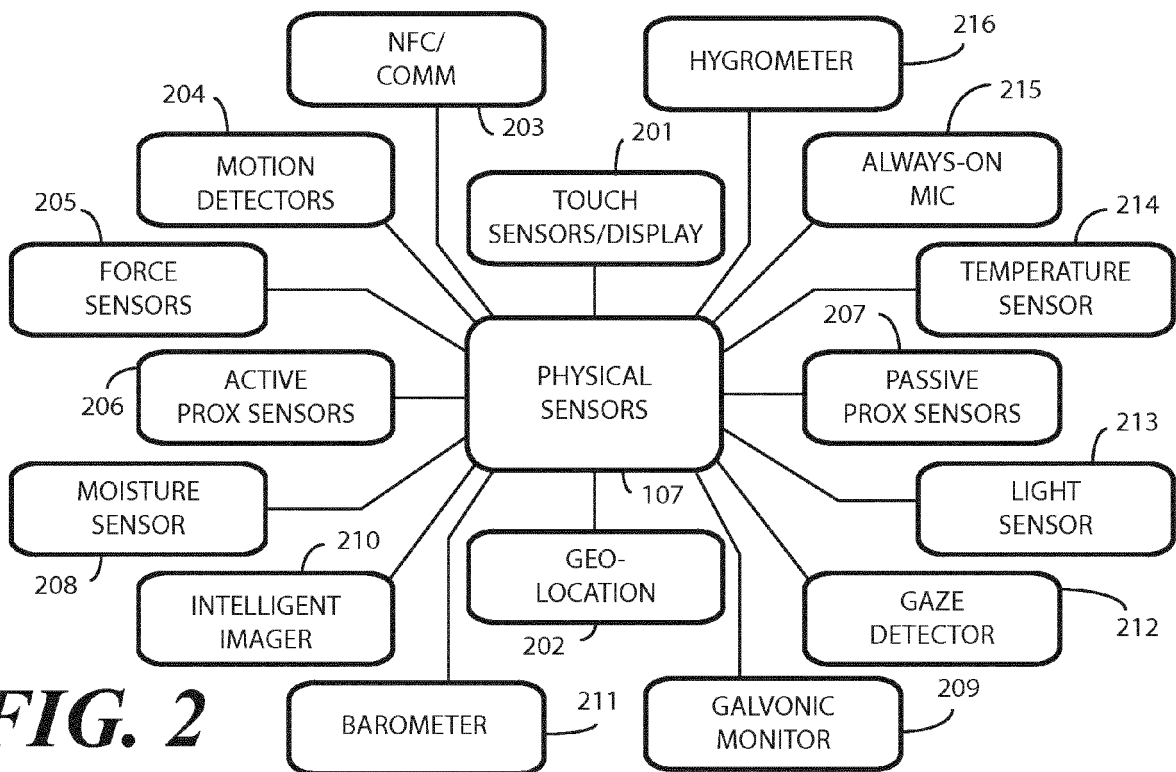 NFC/
COMM
203
HYGROMETER
216
204
MOTION
DETECTORS
201
TOUCH
SENSORS/DISPLAY
215
ALWAYS-ON
MIC
205
FORCE
SENSORS
214
TEMPERATURE
SENSOR
206
ACTIVE
PROX SENSORS
PHYSICAL
SENSORS
107
207
PASSIVE
PROX SENSORS
MOISTURE
SENSOR
208
213
LIGHT
SENSOR
210
INTELLIGENT
IMAGER
GEO-
LOCATION
202
GAZE
DETECTOR
212
BAROMETER
211
GALVONIC
MONITOR
209
FIG. 2